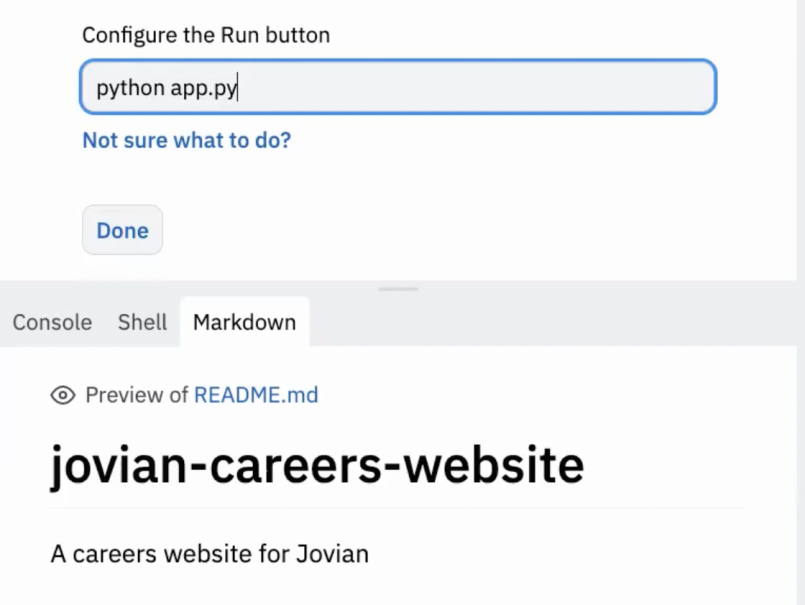 Configure the Run button
python app.py
Not sure what to do?
Done
Console Shell Markdown
Preview of README.md
jovian-careers-website
A careers website for Jovian